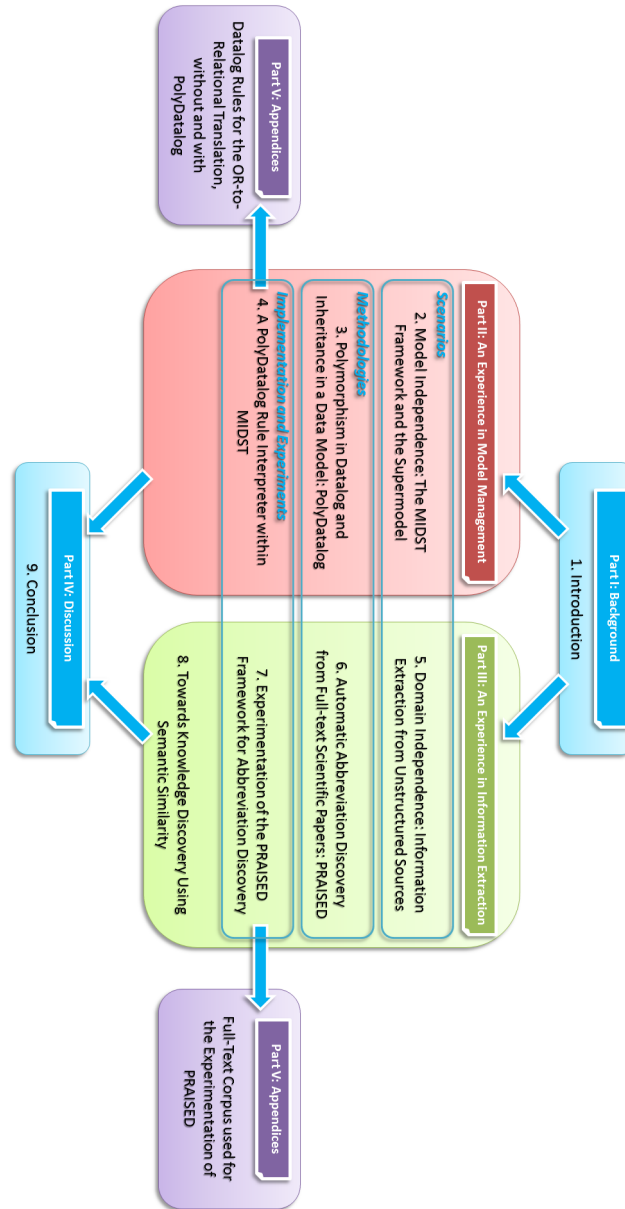 Part I: Background
1. Introduction
Part II: An Experience in Model Management
Scenarios
2. Model Independence: The MIDST
Framework and the Supermodel
Methodologies
3. Polymorphism in Datalog and
Inheritance in a Data Model: PolyDatalog
Implementation and Experiments
4. A PolyDatalog Rule Interpreter within
MIDST
Part III: An Experience in Information Extraction
5. Domain Independence: Information
Extraction from Unstructured Sources
6. Automatic Abbreviation Discovery
from Full-text Scientific Papers: PRAISED
7. Experimentation of the PRAISED
Framework for Abbreviation Discovery
8. Towards Knowledge Discovery Using
Semantic Similarity
Part IV: Discussion
9. Conclusion
Part V: Appendices
Datalog Rules for the OR-to-
Relational Translation,
without and with
PolyDatalog
Part V: Appendices
Full-Text Corpus used for
the Experimentation of
PRAISED